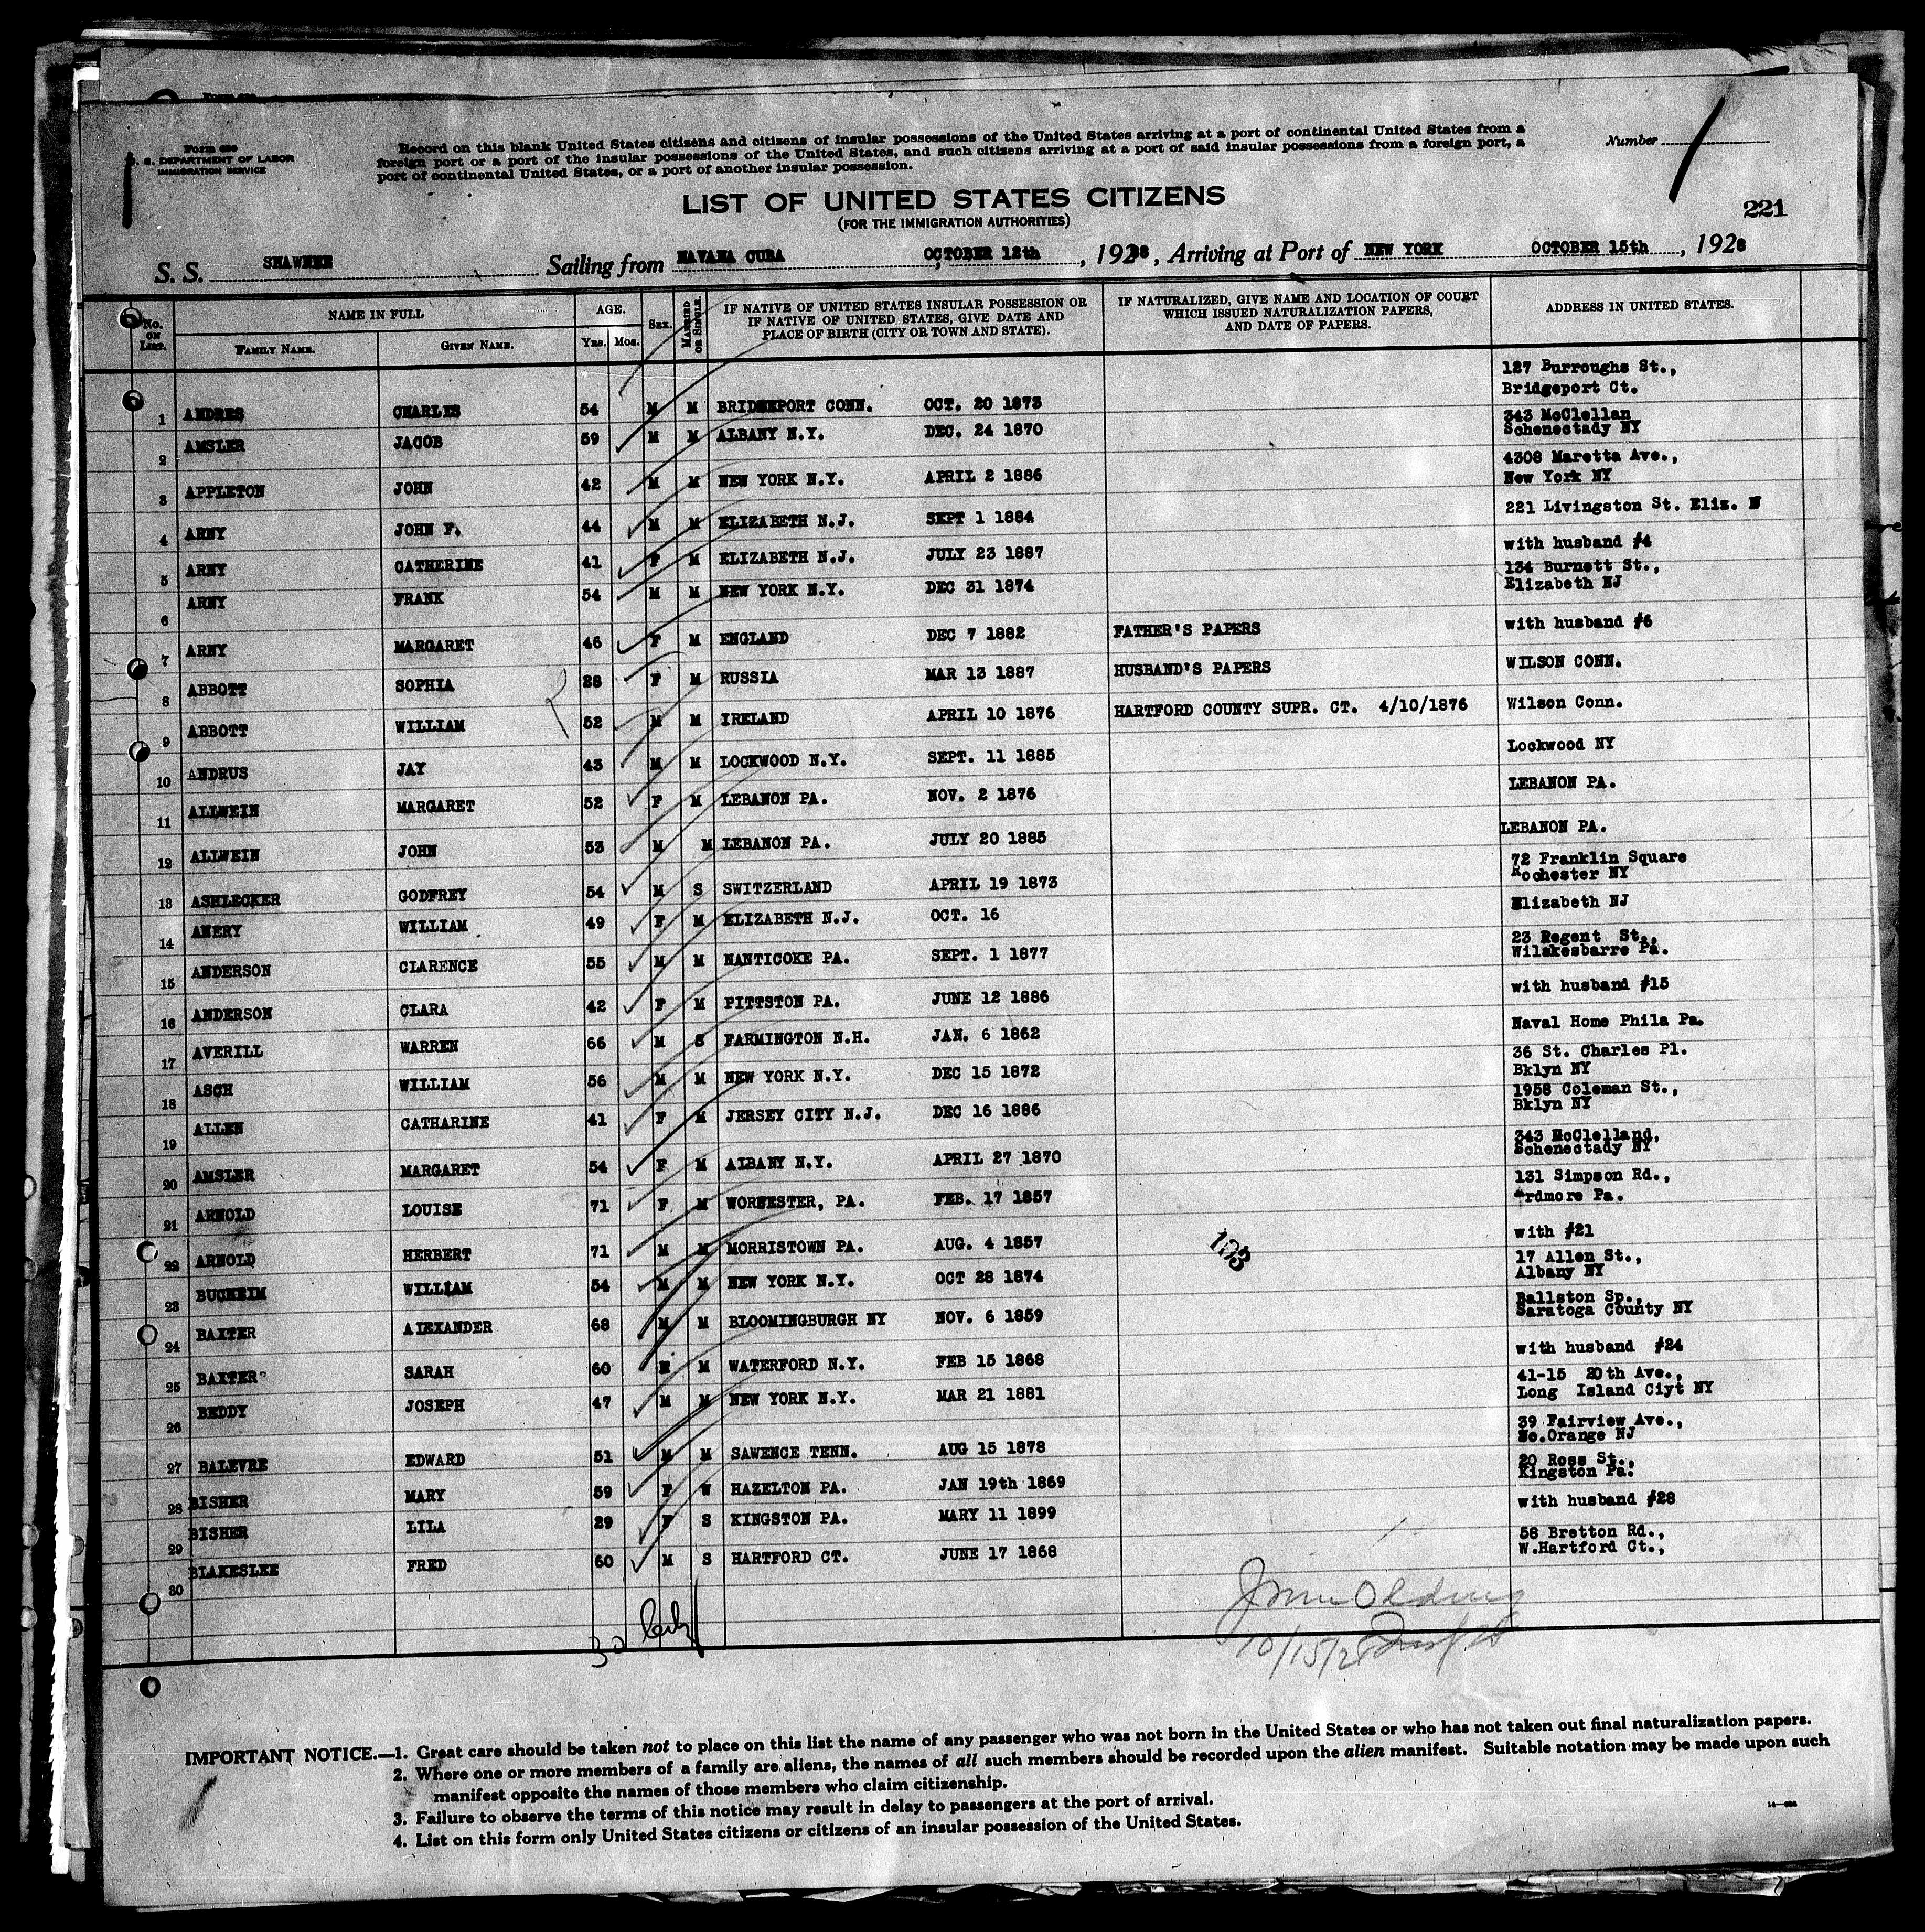 Form 630
U. S. DEPARTMENT OF LABOR
IMMIGRATION SERVICE
Record on this blank United States citizens and citizens of insular possessions of the United States arriving at a port of continental United States from a
foreign port or a port of the insular possessions of the United States, and such citizens arriving at a port of said insular possessions from a foreign port, a
port of continental United States, or a port of another insular possession.
Number
LIST OF UNITED STATES CITIZENS
(FOR THE IMMIGRATION AUTHORITIES)
221
S. S. SHAWNEE Sailing from HAVANA CUBA OCTOBER 12th, 1928, Arriving at Port of NEW YORK OCTOBER 15th, 1928
No. ON LIST. NAME IN FULL FAMILY NAME. GIVEN NAME. AGE. Yrs. Mos. SEX. MARRIED OR SINGLE. IF NATIVE OF UNITED STATES INSULAR POSSESSION OR IF NATIVE OF UNITED STATES, GIVE DATE AND PLACE OF BIRTH (CITY OR TOWN AND STATE). IF NATURALIZED, GIVE NAME AND LOCATION OF COURT WHICH ISSUED NATURALIZATION PAPERS, AND DATE OF PAPERS. ADDRESS IN UNITED STATES.
1 ANDRES CHARLES 54 M M BRIDGEPORT CONN. OCT. 20 1873 127 Burroughs St., Bridgeport Ct.
2 AMSLER JACOB 59 M M ALBANY N.Y. DEC. 24 1870 343 McClellan Schenectady NY
3 APPLETON JOHN 42 M M NEW YORK N.Y. APRIL 2 1886 4308 Maretta Ave., New York NY
4 ARNY JOHN F. 44 M M ELIZABETH N.J. SEPT 1 1884 221 Livingston St. Eliz. N
5 ARNY CATHERINE 41 F M ELIZABETH N.J. JULY 23 1887 with husband #4
6 ARNY FRANK 54 M M NEW YORK N.Y. DEC 31 1874 134 Burnett St., Elizabeth NJ
7 ARNY MARGARET 46 F M ENGLAND DEC 7 1882 FATHER'S PAPERS with husband #6
8 ABBOTT SOPHIA 28 F M RUSSIA MAR 13 1887 HUSBAND'S PAPERS WILSON CONN.
9 ABBOTT WILLIAM 52 M M IRELAND APRIL 10 1876 HARTFORD COUNTY SUPR. CT. 4/10/1876 Wilson Conn.
10 ANDRUS JAY 43 M M LOCKWOOD N.Y. SEPT. 11 1885 Lockwood NY
11 ALLWEIN MARGARET 52 F M LEBANON PA. NOV. 2 1876 LEBANON PA.
12 ALLWEIN JOHN 53 M M LEBANON PA. JULY 20 1885 LEBANON PA.
13 ASHLECKER GODFREY 54 M S SWITZERLAND APRIL 19 1873 72 Franklin Square Rochester NY
14 ANERY WILLIAM 49 F M ELIZABETH N.J. OCT. 16 Elizabeth NJ
15 ANDERSON CLARENCE 55 M M NANTICOKE PA. SEPT. 1 1877 23 Regent St., Wilskesbarre Pa.
16 ANDERSON CLARA 42 F M PITTSTON PA. JUNE 12 1886 with husband #15
17 AVERILL WARREN 66 M S FARMINGTON N.H. JAN. 6 1862 Naval Home Phila Pa.
18 ASCH WILLIAM 56 M M NEW YORK N.Y. DEC 15 1872 36 St. Charles Pl. Bklyn NY
19 ALLEN CATHARINE 41 F M JERSEY CITY N.J. DEC 16 1886 1958 Coleman St., Bklyn NY
20 AMSLER MARGARET 54 F M ALBANY N.Y. APRIL 27 1870 343 McClelland, Schenectady NY
21 ARNOLD LOUISE 71 F M WORWESTER, PA. FEB. 17 1857 131 Simpson Rd., Ardmore Pa.
22 ARNOLD HERBERT 71 M M MORRISTOWN PA. AUG. 4 1857 with #21
23 BUCHEIM WILLIAM 54 M M NEW YORK N.Y. OCT 28 1874 17 Allen St., Albany NY
24 BAXTER ALEXANDER 68 M M BLOOMINGBURGH NY NOV. 6 1859 Ballston Sp., Saratoga County NY
25 BAXTER SARAH 60 M WATERFORD N.Y. FEB 15 1868 with husband #24
26 BEDDY JOSEPH 47 M M NEW YORK N.Y. MAR 21 1881 41-15 20th Ave., Long Island Ciyt NY
27 BALEVRE EDWARD 51 M M SAWENCE TENN. AUG 15 1878 39 Fairview Ave., So.Orange NJ
28 BISHER MARY 59 F W HAZELTON PA. JAN 19th 1869 20 Ross St., Kingston Pa.
29 BISHER LILA 29 F S KINGSTON PA. MARY 11 1899 with husband #28
30 BLAKESLEE FRED 60 M S HARTFORD CT. JUNE 17 1868 58 Bretton Rd., W.Hartford Ct.,
30
10/15/28
IMPORTANT NOTICE.—1. Great care should be taken not to place on this list the name of any passenger who was not born in the United States or who has not taken out final naturalization papers.
2. Where one or more members of a family are aliens, the names of all such members should be recorded upon the alien manifest. Suitable notation may be made upon such
manifest opposite the names of those members who claim citizenship.
3. Failure to observe the terms of this notice may result in delay to passengers at the port of arrival.
4. List on this form only United States citizens or citizens of an insular possession of the United States.